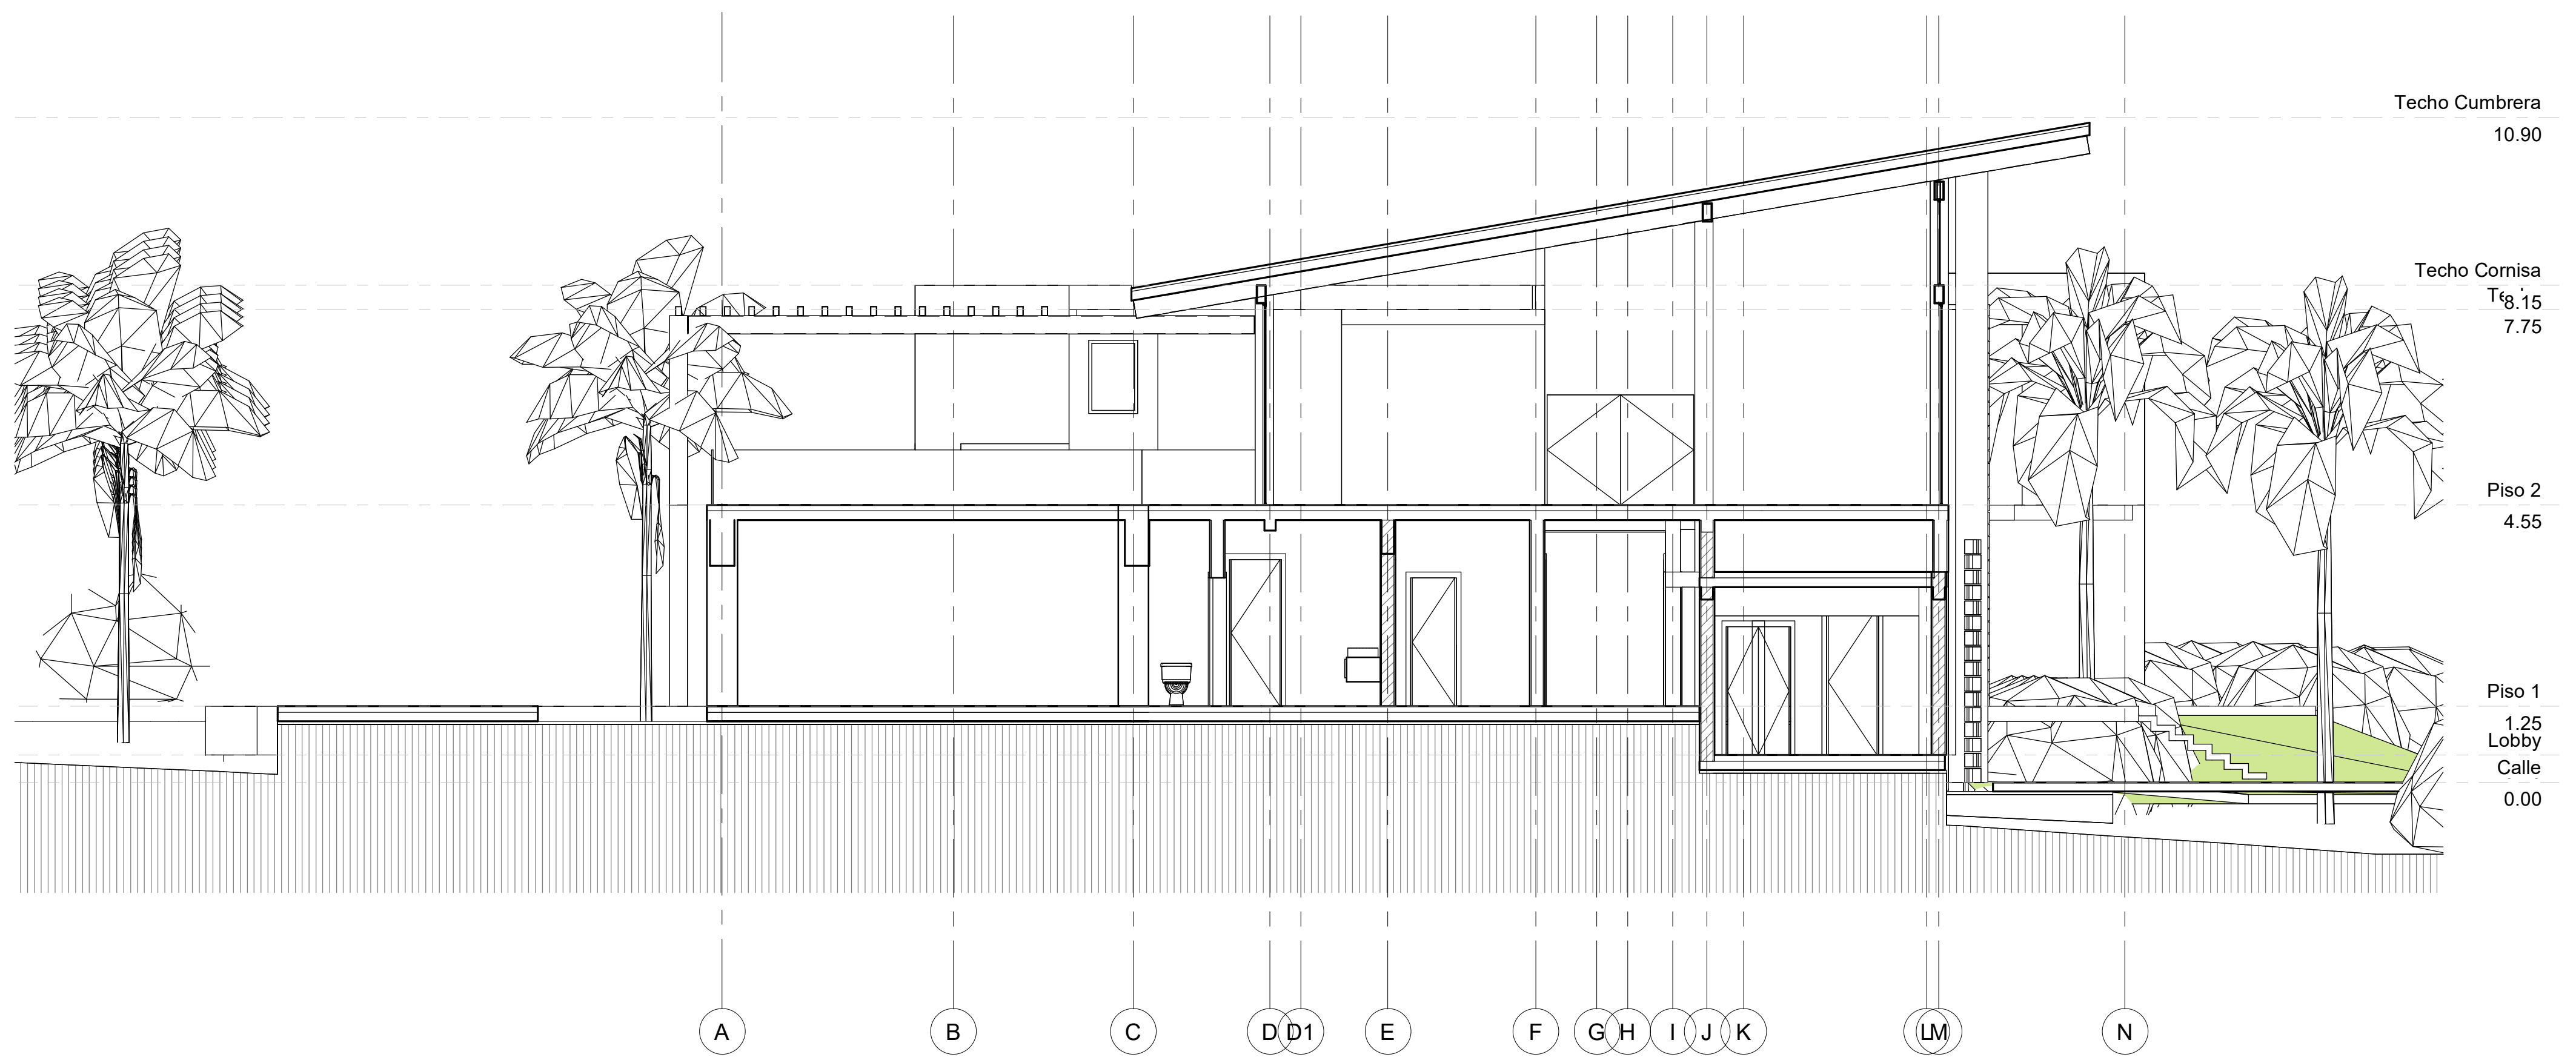 Techo Cumbrera
10.90
Techo Cornisa
8.15
7.75
Piso 2
4.55
Piso 1
1.25
Lobby
Calle
0.00
A B C D D1 E F G H I J K L M N